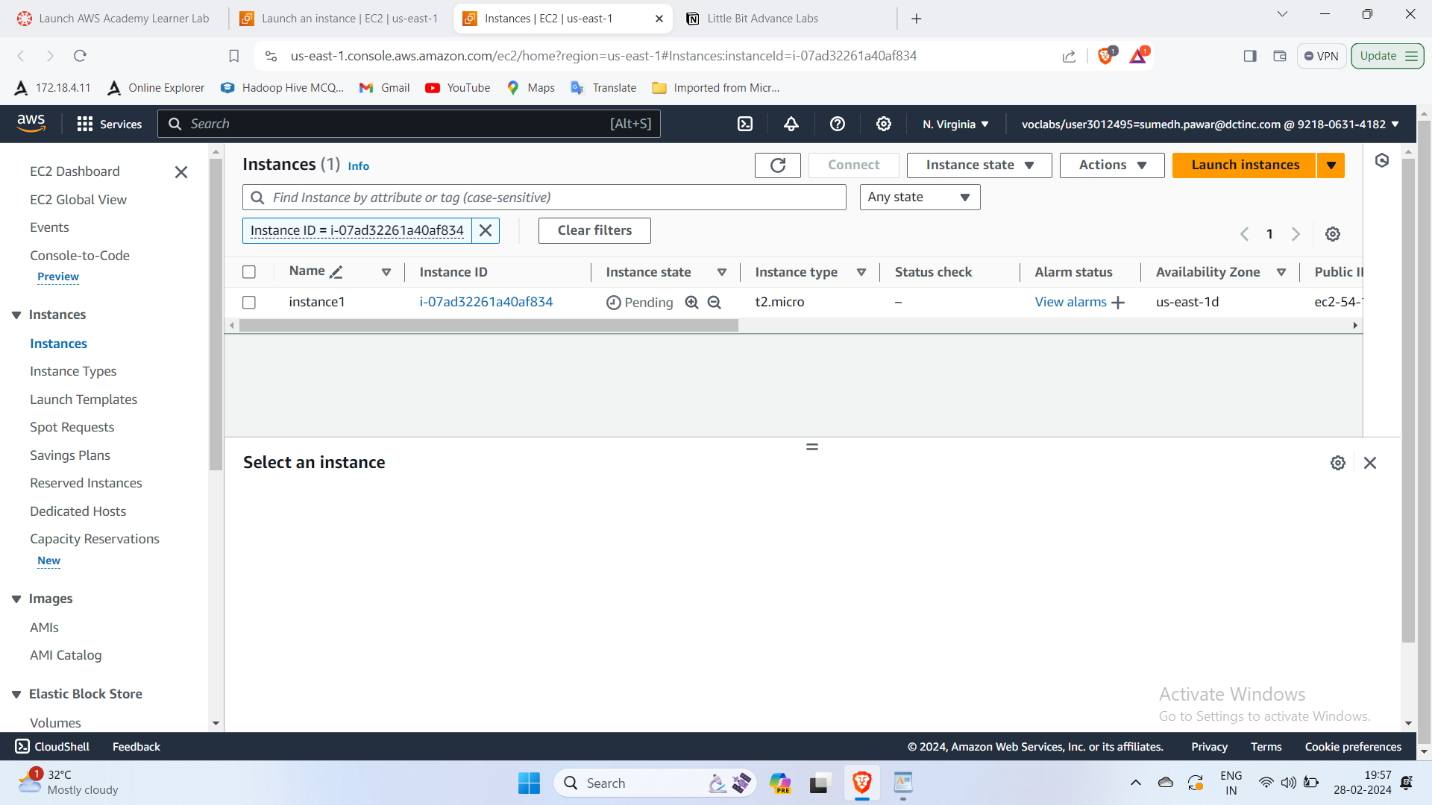 Launch AWS Academy Learner Lab
Launch an instance | EC2 | us-east-1
Instances | EC2 | us-east-1
Little Bit Advance Labs
us-east-1.console.aws.amazon.com/ec2/home?region=us-east-1#Instances:instanceId=i-07ad32261a40af834
1
1
VPN
Update
172.18.4.11
Online Explorer
Hadoop Hive MCQ...
Gmail
YouTube
Maps
Translate
Imported from Micr...
aws
Services
Search
[Alt+S]
N. Virginia
voclabs/user3012495=sumedh.pawar@dctinc.com @ 9218-0631-4182
EC2 Dashboard
EC2 Global View
Events
Console-to-Code
Preview
Instances
Instances
Instance Types
Launch Templates
Spot Requests
Savings Plans
Reserved Instances
Dedicated Hosts
Capacity Reservations
New
Images
AMIs
AMI Catalog
Elastic Block Store
Volumes
Instances (1) Info
Connect
Instance state
Actions
Launch instances
Find Instance by attribute or tag (case-sensitive)
Any state
Instance ID = i-07ad32261a40af834
Clear filters
1
Name Instance ID Instance state Instance type Status check Alarm status Availability Zone Public I
instance1 i-07ad32261a40af834 Pending t2.micro – View alarms + us-east-1d ec2-54-
Select an instance
Activate Windows
Go to Settings to activate Windows.
CloudShell
Feedback
© 2024, Amazon Web Services, Inc. or its affiliates.
Privacy
Terms
Cookie preferences
1
32°C
Mostly cloudy
Search
PRE
ENG
IN
19:57
28-02-2024